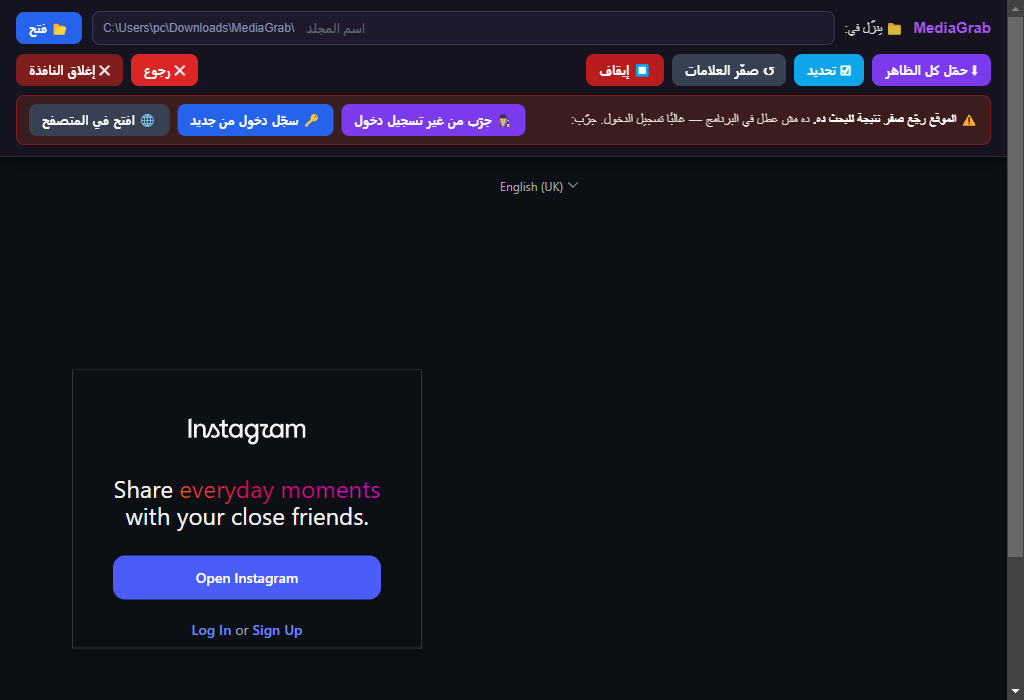 MediaGrab 📁 بينزّل في: C:\Users\pc\Downloads\MediaGrab\ اسم المجلد 📂 فتح
⬇ حمّل كل الظاهر ☑ تحديد ↺ صفّر العلامات ⏹ إيقاف ✕ رجوع ✕ إغلاق النافذة
⚠️ الموقع رجّع صفر نتيجة للبحث ده. ده مش عطل في البرنامج — غالبًا تسجيل الدخول. جرّب: 🕵 جرّب من غير تسجيل دخول 🔑 سجّل دخول من جديد 🌐 افتح في المتصفح
English (UK)
Instagram
Share everyday moments
with your close friends.
Open Instagram
Log In or Sign Up